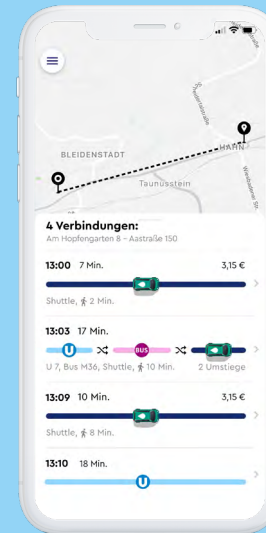 BLEIDENSTADT
HAHN
Taunusstein
Wiesbadener Str.
4 Verbindungen:
Am Hopfengarten 8 – Aastraße 150
13:00 7 Min. 3,15 €
Shuttle, 2 Min.
13:03 17 Min.
U BUS
U 7, Bus M36, Shuttle, 10 Min. 2 Umstiege
13:09 10 Min. 3,15 €
Shuttle, 8 Min.
13:10 18 Min.
U